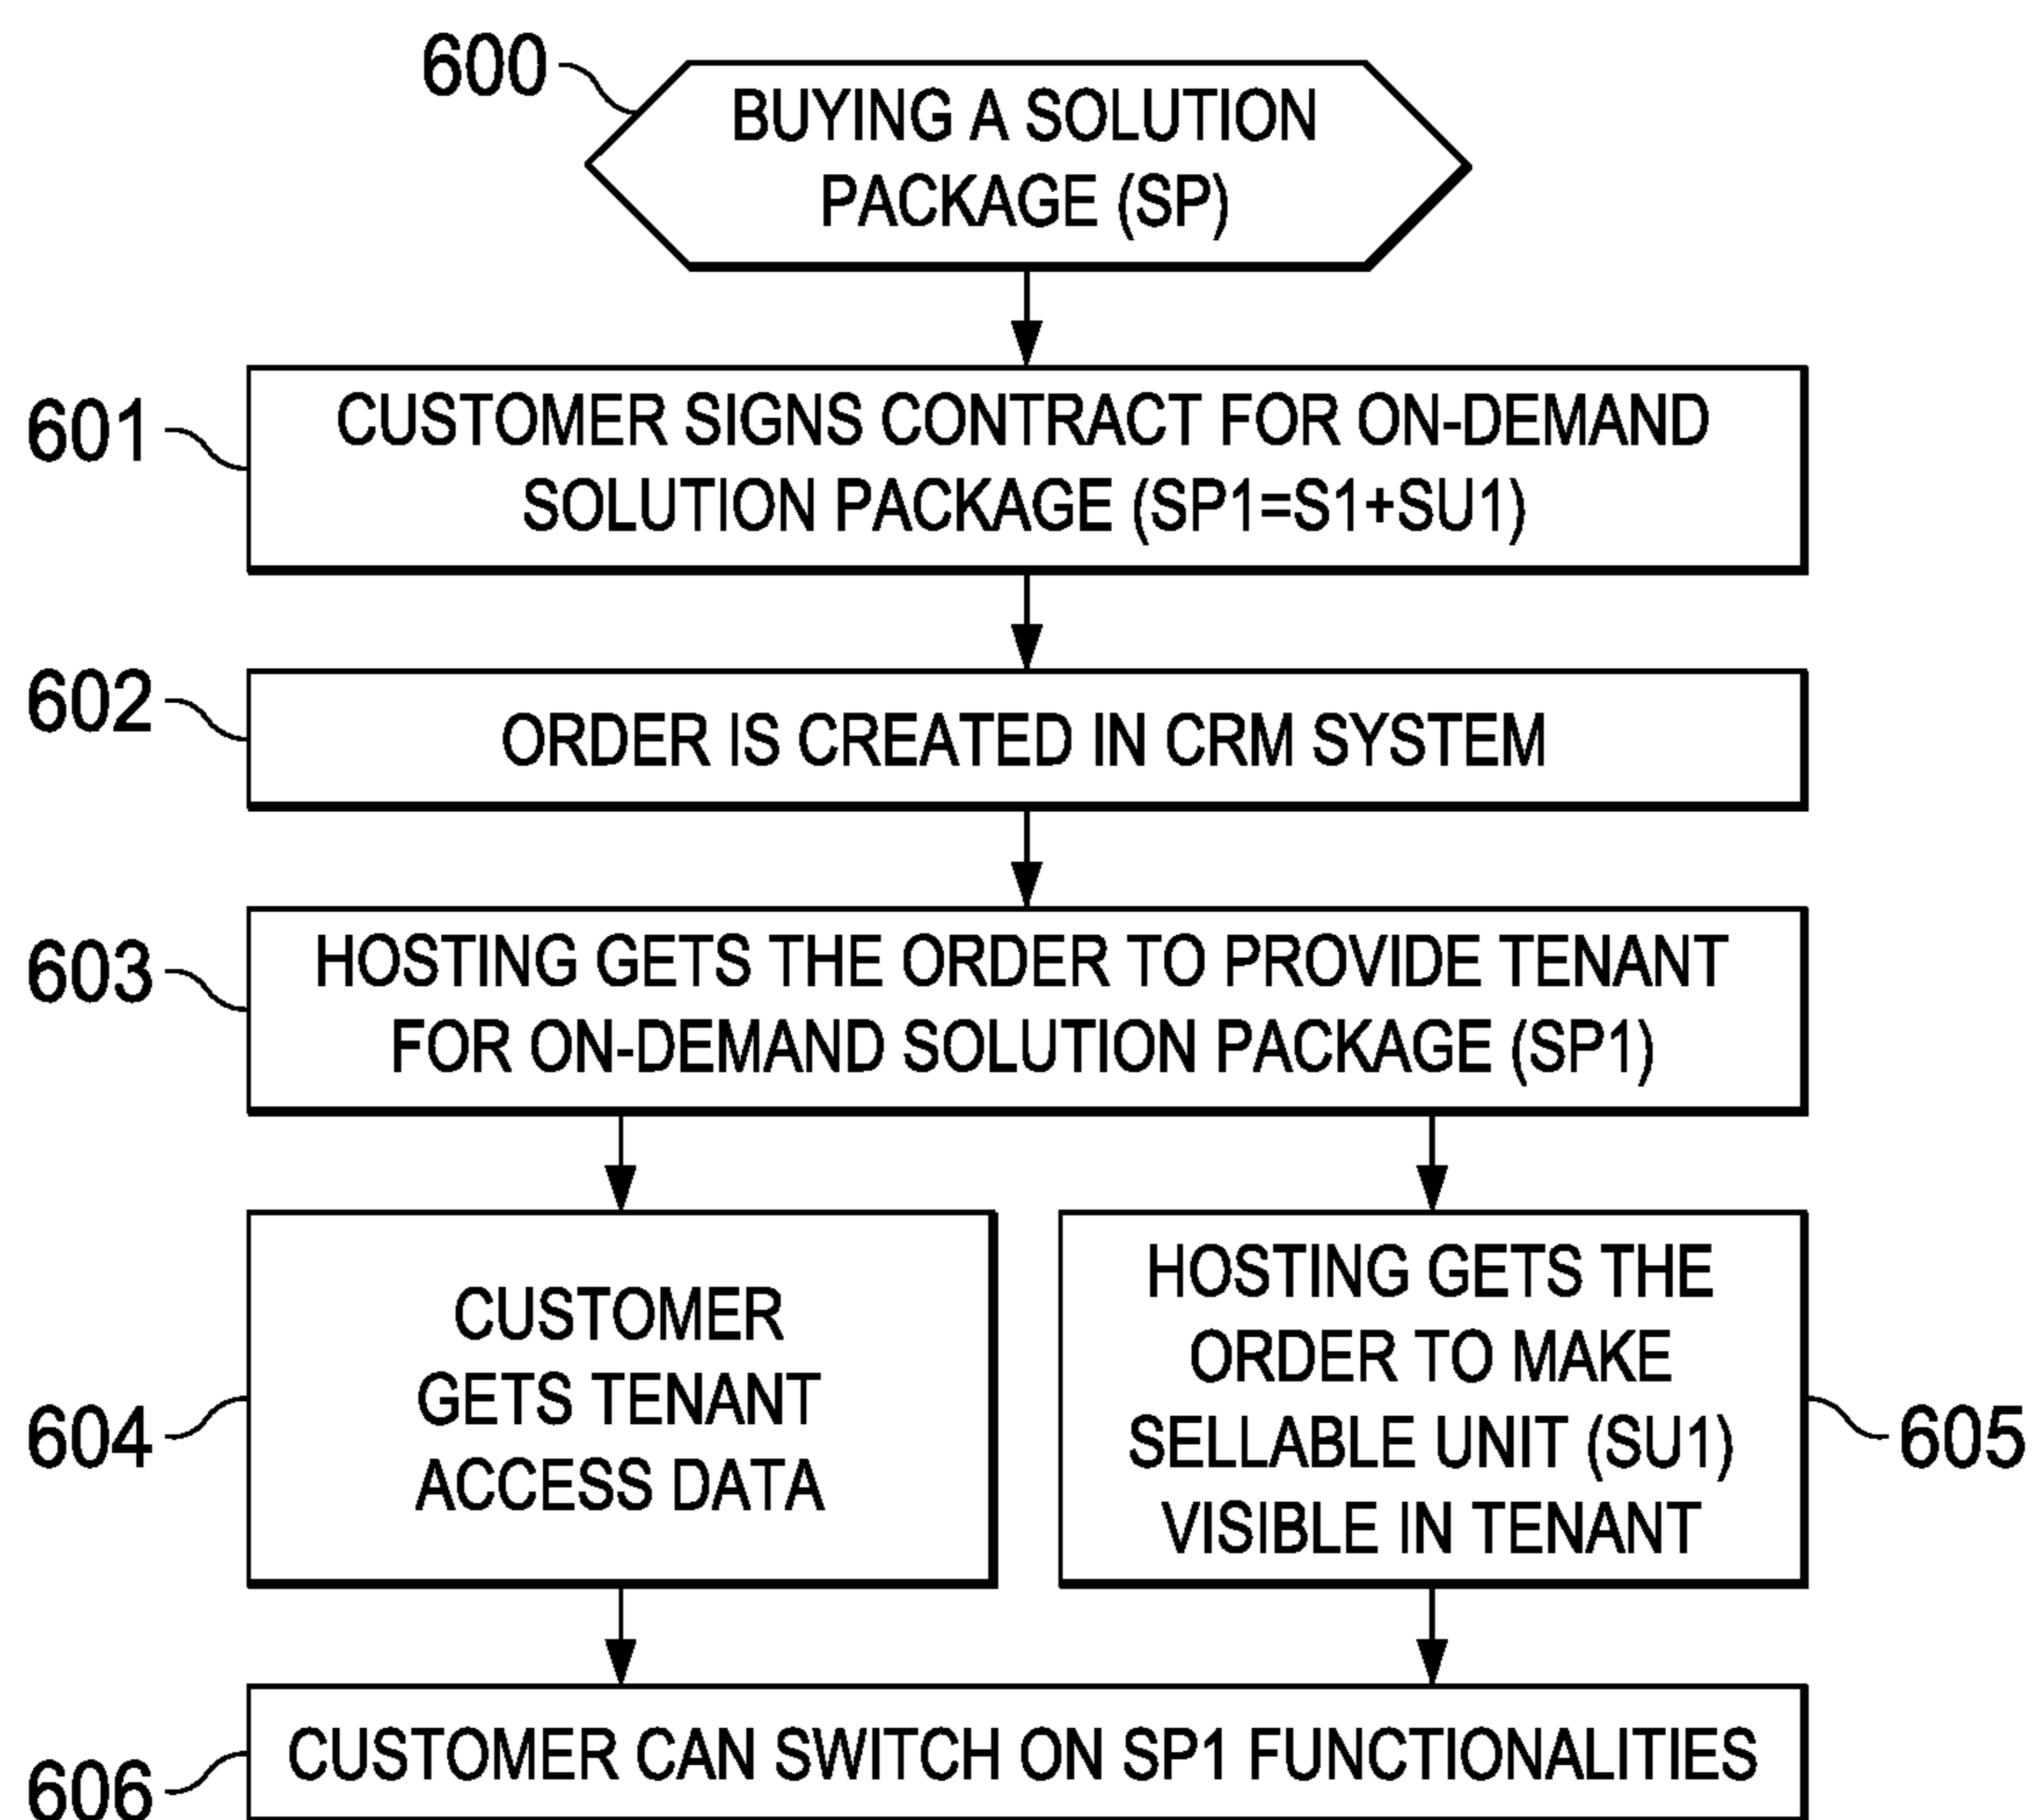 600
BUYING A SOLUTION
PACKAGE (SP)
601
CUSTOMER SIGNS CONTRACT FOR ON-DEMAND
SOLUTION PACKAGE (SP1=S1+SU1)
602
ORDER IS CREATED IN CRM SYSTEM
603
HOSTING GETS THE ORDER TO PROVIDE TENANT
FOR ON-DEMAND SOLUTION PACKAGE (SP1)
604
CUSTOMER
GETS TENANT
ACCESS DATA
HOSTING GETS THE
ORDER TO MAKE
SELLABLE UNIT (SU1)
VISIBLE IN TENANT
605
606
CUSTOMER CAN SWITCH ON SP1 FUNCTIONALITIES